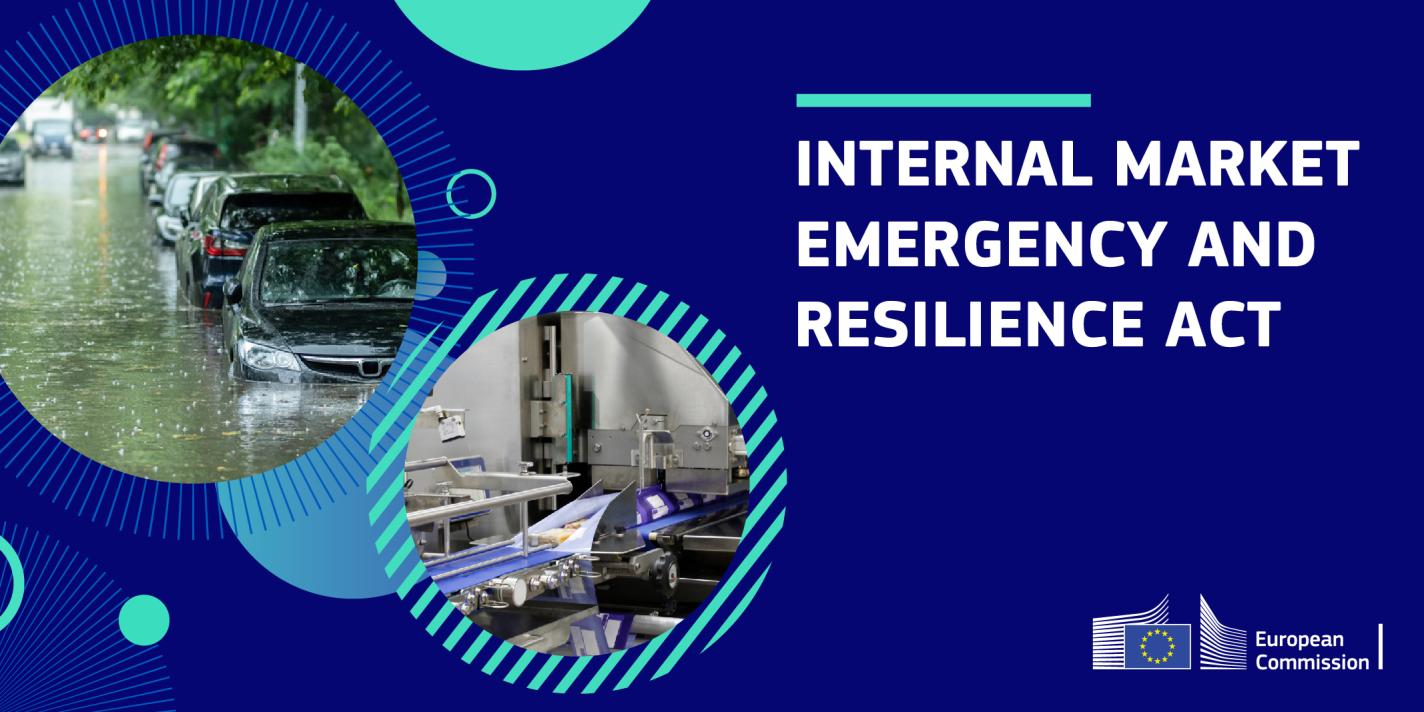 INTERNAL MARKET
EMERGENCY AND
RESILIENCE ACT
European
Commission